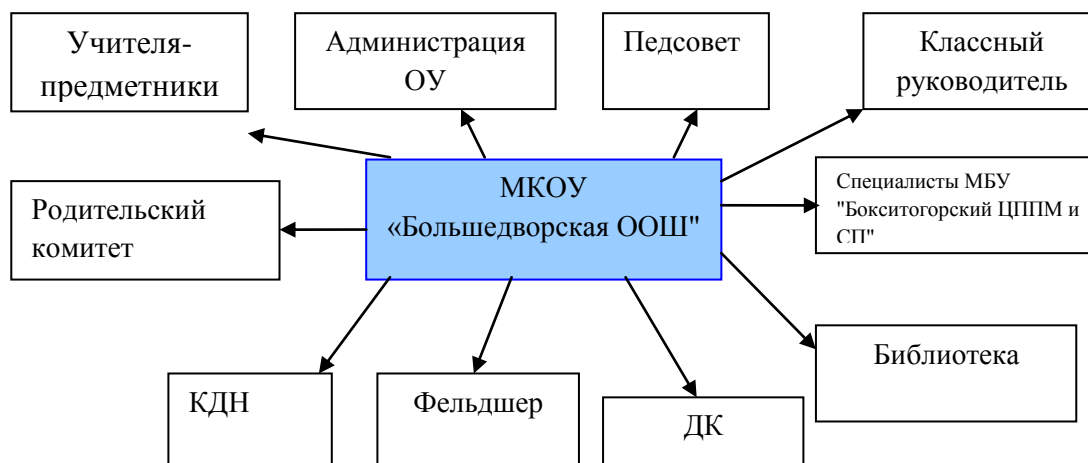 Учителя-
предметники
Администрация
ОУ
Педсовет
Классный
руководитель
МКОУ
«Большедворская ООШ"
Родительский
комитет
Специалисты МБУ
"Бокситогорский ЦППМ и
СП"
Библиотека
КДН
Фельдшер
ДК